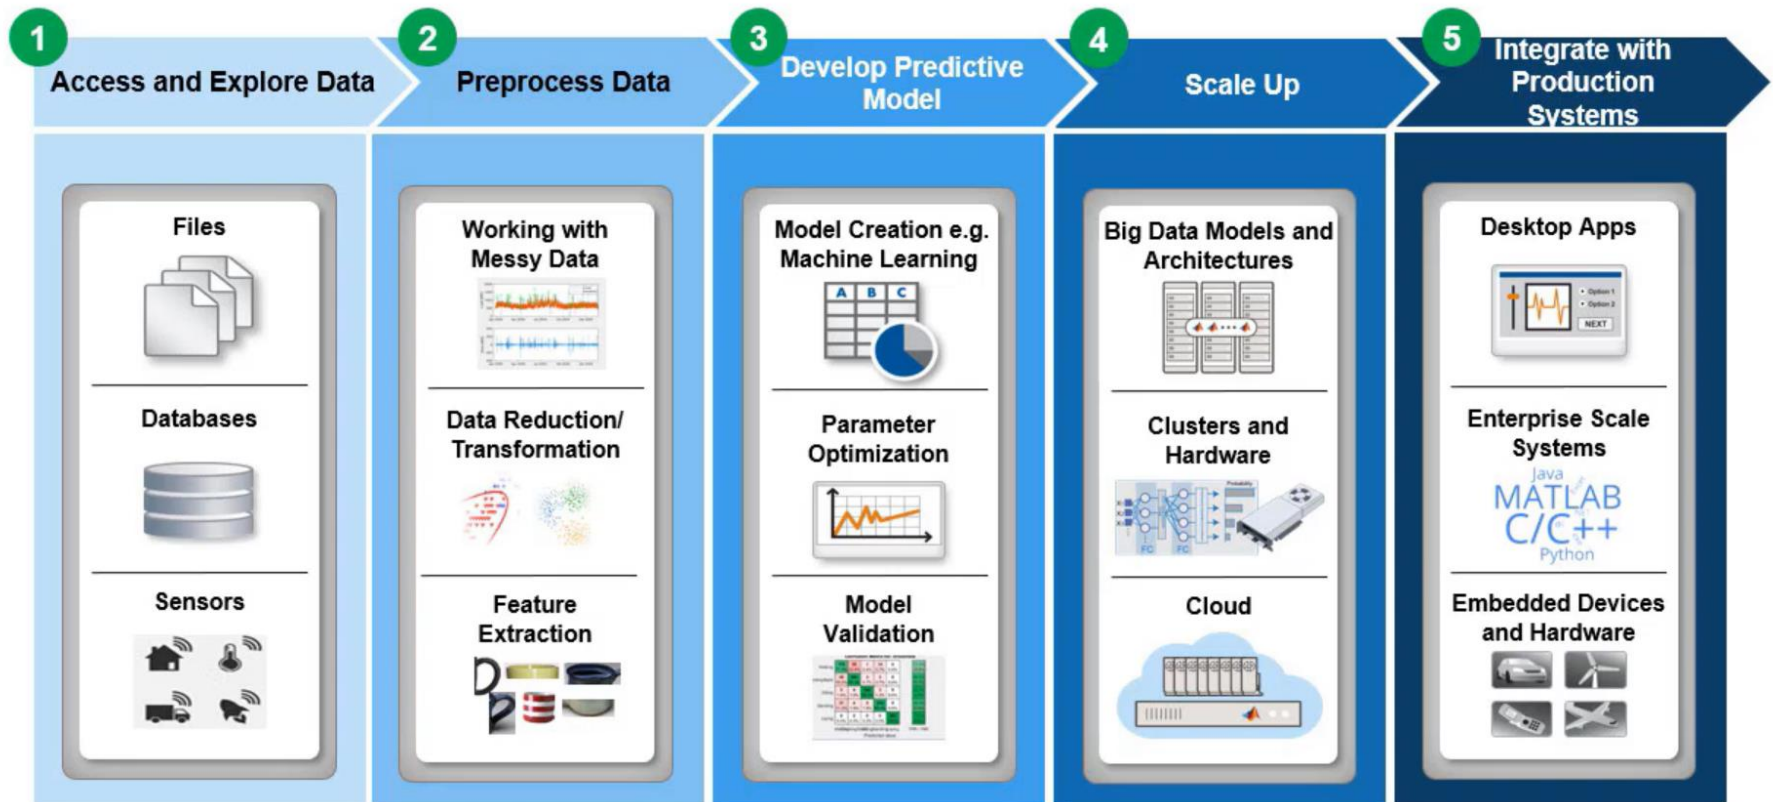 1
Access and Explore Data
2
Preprocess Data
3
Develop Predictive
Model
4
Scale Up
5
Integrate with
Production
Systems
Files
Databases
Sensors
Working with
Messy Data
Data Reduction/
Transformation
Feature
Extraction
Model Creation e.g.
Machine Learning
A B C
Parameter
Optimization
Model
Validation
Big Data Models and
Architectures
Clusters and
Hardware
Probability
FC FC
Cloud
Desktop Apps
Option 1
Option 2
NEXT
Enterprise Scale
Systems
Java
MATLAB
C/C++
Python
Embedded Devices
and Hardware